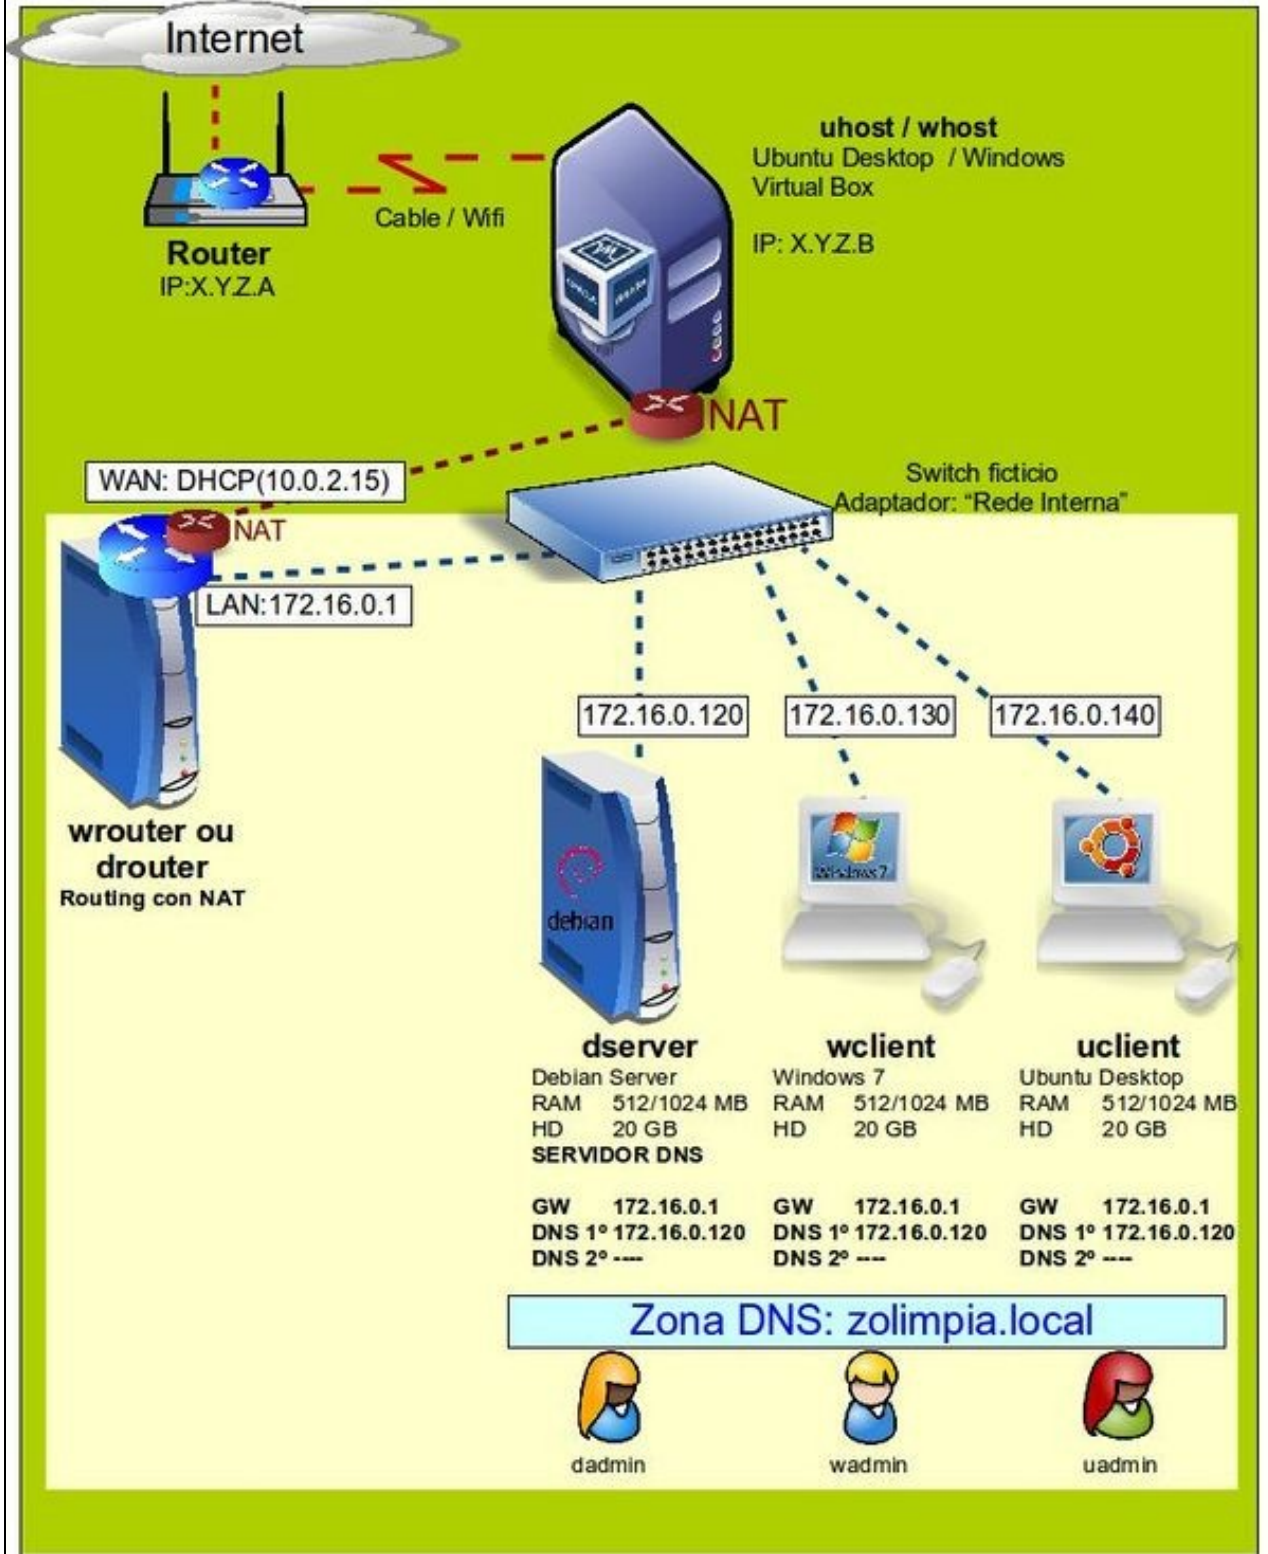 Internet
Router
IP:X.Y.Z.A
Cable / Wifi
uhost / whost
Ubuntu Desktop / Windows
Virtual Box
IP: X.Y.Z.B
NAT
WAN: DHCP(10.0.2.15)
NAT
LAN:172.16.0.1
Switch ficticio
Adaptador: “Rede Interna”
wrouter ou
drouter
Routing con NAT
172.16.0.120
172.16.0.130
172.16.0.140
debian
Windows 7
dserver
Debian Server
RAM 512/1024 MB
HD 20 GB
SERVIDOR DNS
GW 172.16.0.1
DNS 1º 172.16.0.120
DNS 2º ----
wclient
Windows 7
RAM 512/1024 MB
HD 20 GB
GW 172.16.0.1
DNS 1º 172.16.0.120
DNS 2º ----
uclient
Ubuntu Desktop
RAM 512/1024 MB
HD 20 GB
GW 172.16.0.1
DNS 1º 172.16.0.120
DNS 2º ----
Zona DNS: zolimpia.local
dadmin
wadmin
uadmin